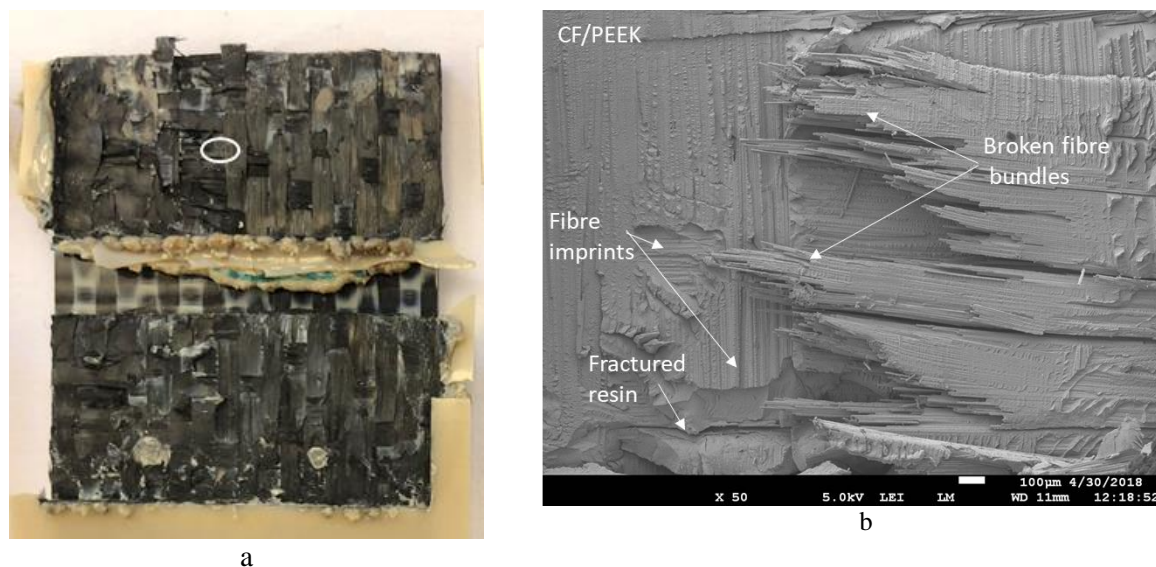 CF/PEEK
Broken fibre
bundles
Fibre
imprints
Fractured
resin
100µm 4/30/2018
X 50 5.0kV LEI LM WD 11mm 12:18:52
a
b